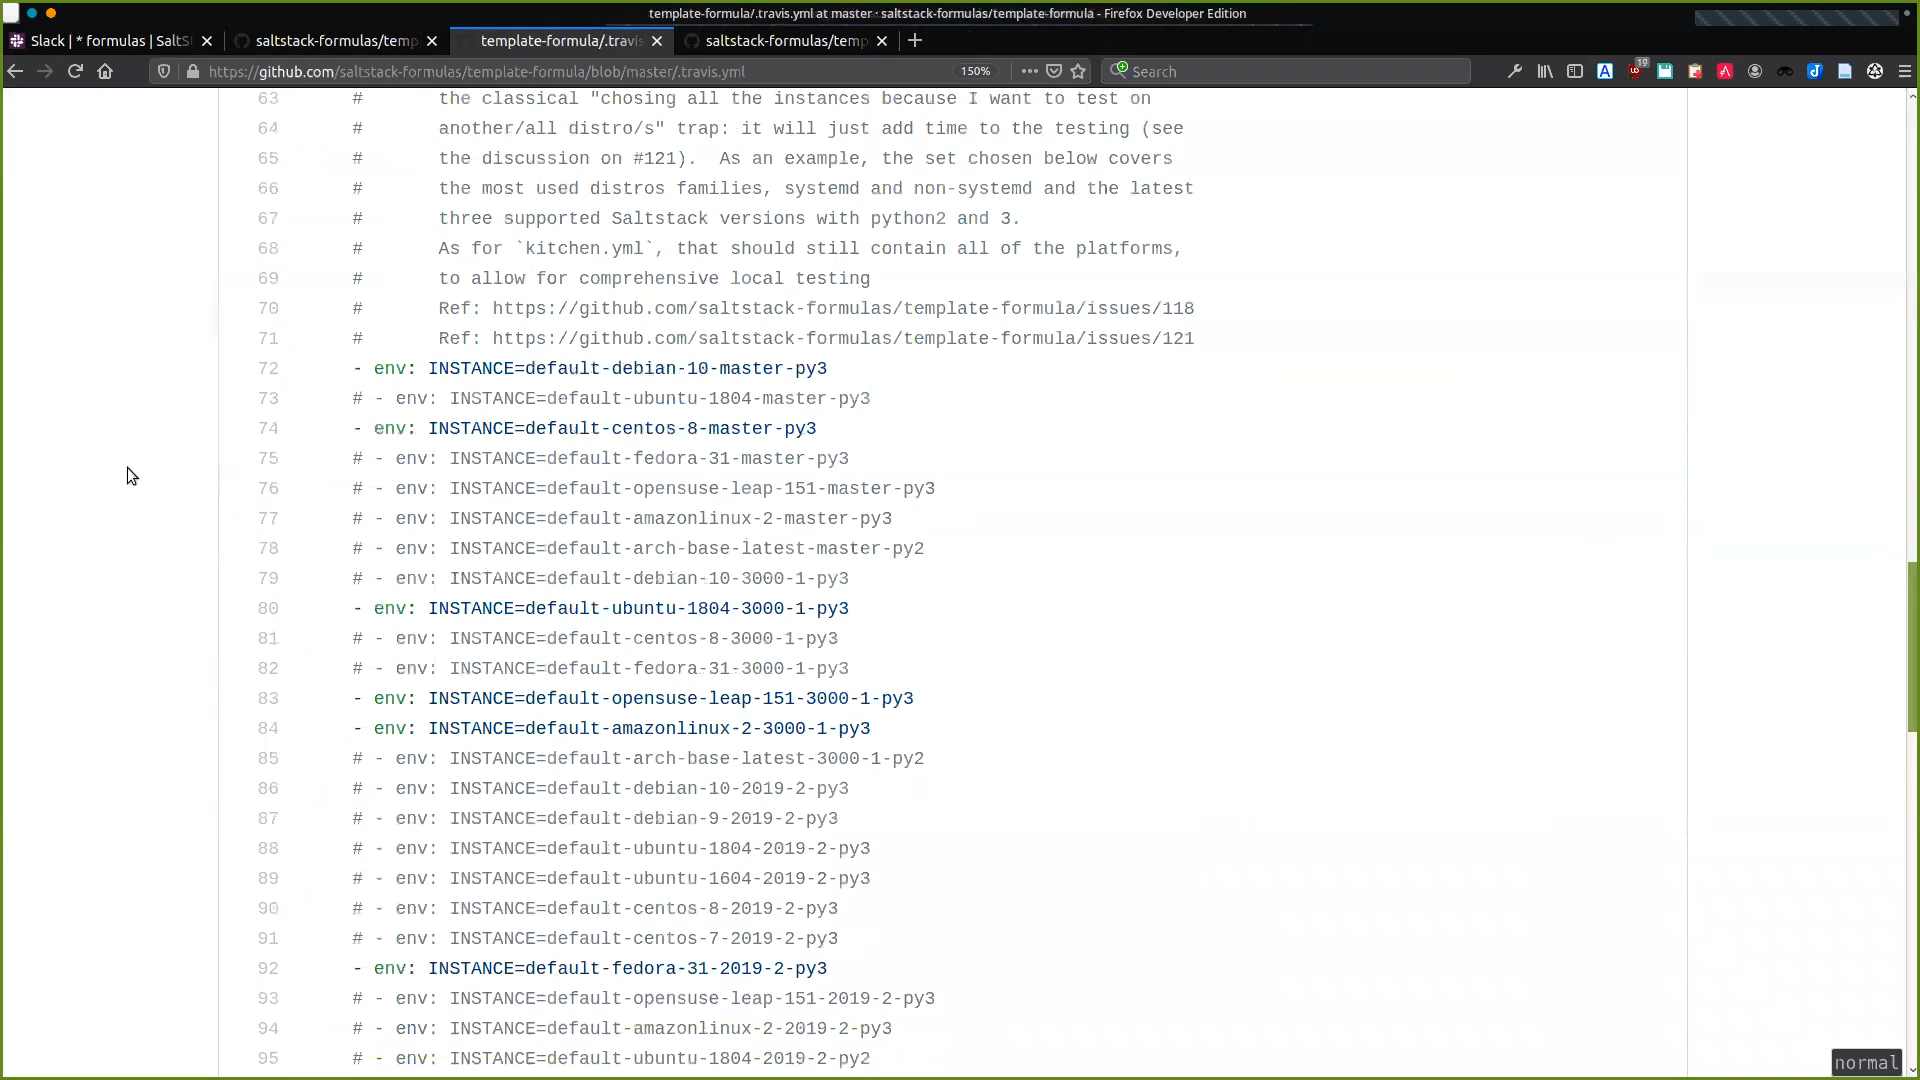 template-formula/.travis.yml at master · saltstack-formulas/template-formula - Firefox Developer Edition
Slack | * formulas | SaltS
saltstack-formulas/temp
template-formula/.travis
saltstack-formulas/temp
https://github.com/saltstack-formulas/template-formula/blob/master/.travis.yml
150%
Search
19
63 # the classical "chosing all the instances because I want to test on
64 # another/all distro/s" trap: it will just add time to the testing (see
65 # the discussion on #121). As an example, the set chosen below covers
66 # the most used distros families, systemd and non-systemd and the latest
67 # three supported Saltstack versions with python2 and 3.
68 # As for `kitchen.yml`, that should still contain all of the platforms,
69 # to allow for comprehensive local testing
70 # Ref: https://github.com/saltstack-formulas/template-formula/issues/118
71 # Ref: https://github.com/saltstack-formulas/template-formula/issues/121
72 - env: INSTANCE=default-debian-10-master-py3
73 # - env: INSTANCE=default-ubuntu-1804-master-py3
74 - env: INSTANCE=default-centos-8-master-py3
75 # - env: INSTANCE=default-fedora-31-master-py3
76 # - env: INSTANCE=default-opensuse-leap-151-master-py3
77 # - env: INSTANCE=default-amazonlinux-2-master-py3
78 # - env: INSTANCE=default-arch-base-latest-master-py2
79 # - env: INSTANCE=default-debian-10-3000-1-py3
80 - env: INSTANCE=default-ubuntu-1804-3000-1-py3
81 # - env: INSTANCE=default-centos-8-3000-1-py3
82 # - env: INSTANCE=default-fedora-31-3000-1-py3
83 - env: INSTANCE=default-opensuse-leap-151-3000-1-py3
84 - env: INSTANCE=default-amazonlinux-2-3000-1-py3
85 # - env: INSTANCE=default-arch-base-latest-3000-1-py2
86 # - env: INSTANCE=default-debian-10-2019-2-py3
87 # - env: INSTANCE=default-debian-9-2019-2-py3
88 # - env: INSTANCE=default-ubuntu-1804-2019-2-py3
89 # - env: INSTANCE=default-ubuntu-1604-2019-2-py3
90 # - env: INSTANCE=default-centos-8-2019-2-py3
91 # - env: INSTANCE=default-centos-7-2019-2-py3
92 - env: INSTANCE=default-fedora-31-2019-2-py3
93 # - env: INSTANCE=default-opensuse-leap-151-2019-2-py3
94 # - env: INSTANCE=default-amazonlinux-2-2019-2-py3
95 # - env: INSTANCE=default-ubuntu-1804-2019-2-py2
normal